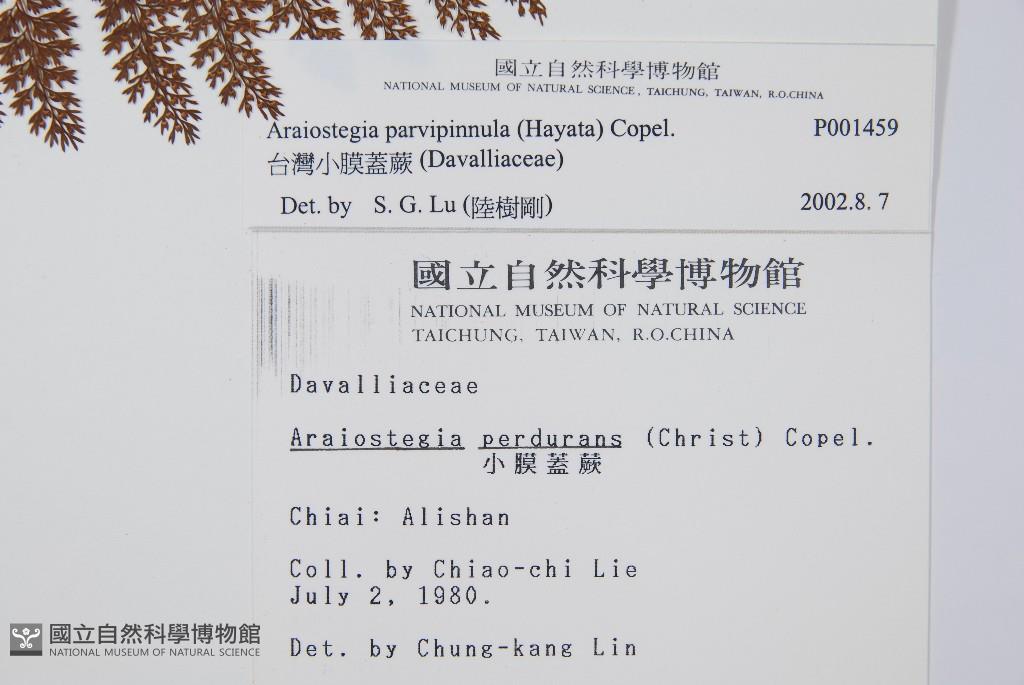 國立自然科學博物館
NATIONAL MUSEUM OF NATURAL SCIENCE, TAICHUNG, TAIWAN, R.O.CHINA
Araiostegia parvipinnula (Hayata) Copel. P001459
台灣小膜蓋蕨 (Davalliaceae)
Det. by S. G. Lu (陸樹剛) 2002.8. 7
國立自然科學博物館
NATIONAL MUSEUM OF NATURAL SCIENCE
TAICHUNG, TAIWAN, R.O.CHINA
Davalliaceae
Araiostegia perdurans (Christ) Copel.
小膜蓋蕨
Chiai: Alishan
Coll. by Chiao-chi Lie
July 2, 1980.
Det. by Chung-kang Lin
國立自然科學博物館
NATIONAL MUSEUM OF NATURAL SCIENCE